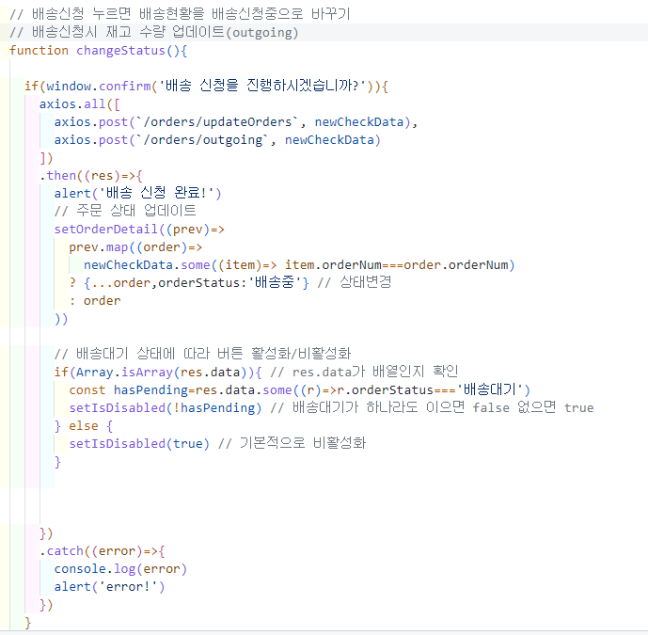 // 배송신청 누르면 배송현황을 배송신청중으로 바꾸기
// 배송신청시 재고 수량 업데이트(outgoing)
function changeStatus(){
if(window.confirm('배송 신청을 진행하시겠습니까?')){
axios.all([
axios.post(`/orders/updateOrders`, newCheckData),
axios.post(`/orders/outgoing`, newCheckData)
])
.then((res)=>{
alert('배송 신청 완료!')
// 주문 상태 업데이트
setOrderDetail((prev)=>
prev.map((order)=>
newCheckData.some((item)=> item.orderNum===order.orderNum)
? {...order,orderStatus:'배송중'} // 상태변경
: order
))
// 배송대기 상태에 따라 버튼 활성화/비활성화
if(Array.isArray(res.data)){ // res.data가 배열인지 확인
const hasPending=res.data.some((r)=>r.orderStatus==='배송대기')
setIsDisabled(!hasPending) // 배송대기가 하나라도 이으면 false 없으면 true
} else {
setIsDisabled(true) // 기본적으로 비활성화
}
})
.catch((error)=>{
console.log(error)
alert('error!')
})
}